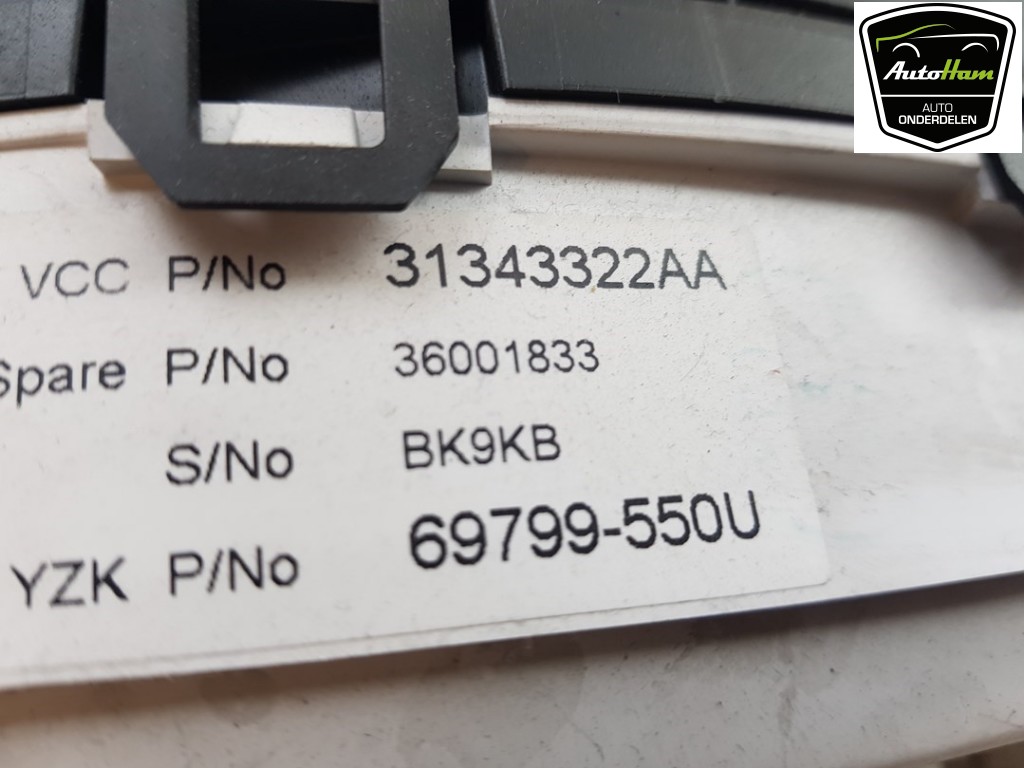 AutoHam
AUTO
ONDERDELEN
VCC P/No 31343322AA
Spare P/No 36001833
S/No BK9KB
YZK P/No 69799-550U